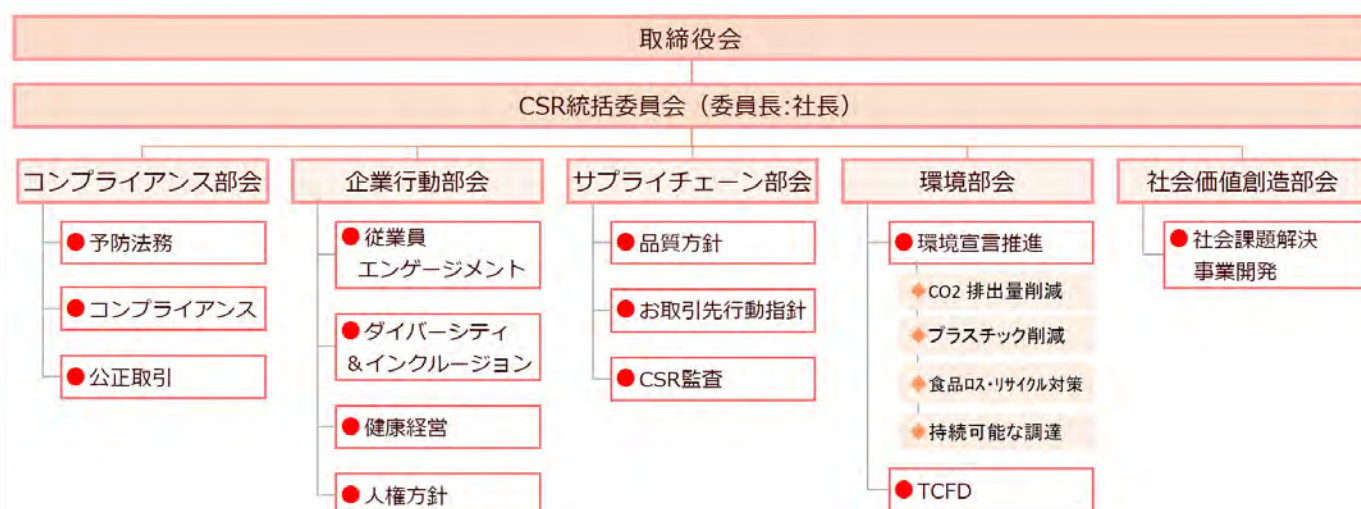 取締役会
CSR統括委員会（委員長:社長）
コンプライアンス部会
予防法務
コンプライアンス
公正取引
企業行動部会
従業員
エンゲージメント
ダイバーシティ
&インクルージョン
健康経営
人権方針
サプライチェーン部会
品質方針
お取引先行動指針
CSR監査
環境部会
環境宣言推進
CO2 排出量削減
プラスチック削減
食品ロス・リサイクル対策
持続可能な調達
TCFD
社会価値創造部会
社会課題解決
事業開発